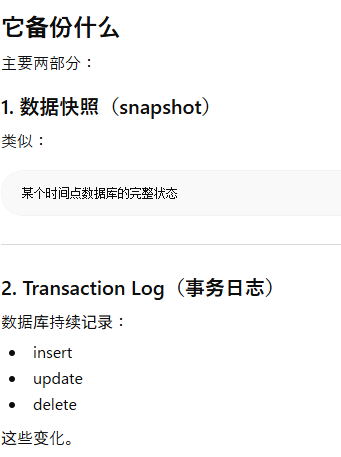 它备份什么
主要两部分：
1. 数据快照（snapshot）
类似：
某个时间点数据库的完整状态
2. Transaction Log（事务日志）
数据库持续记录：
• insert
• update
• delete
这些变化。